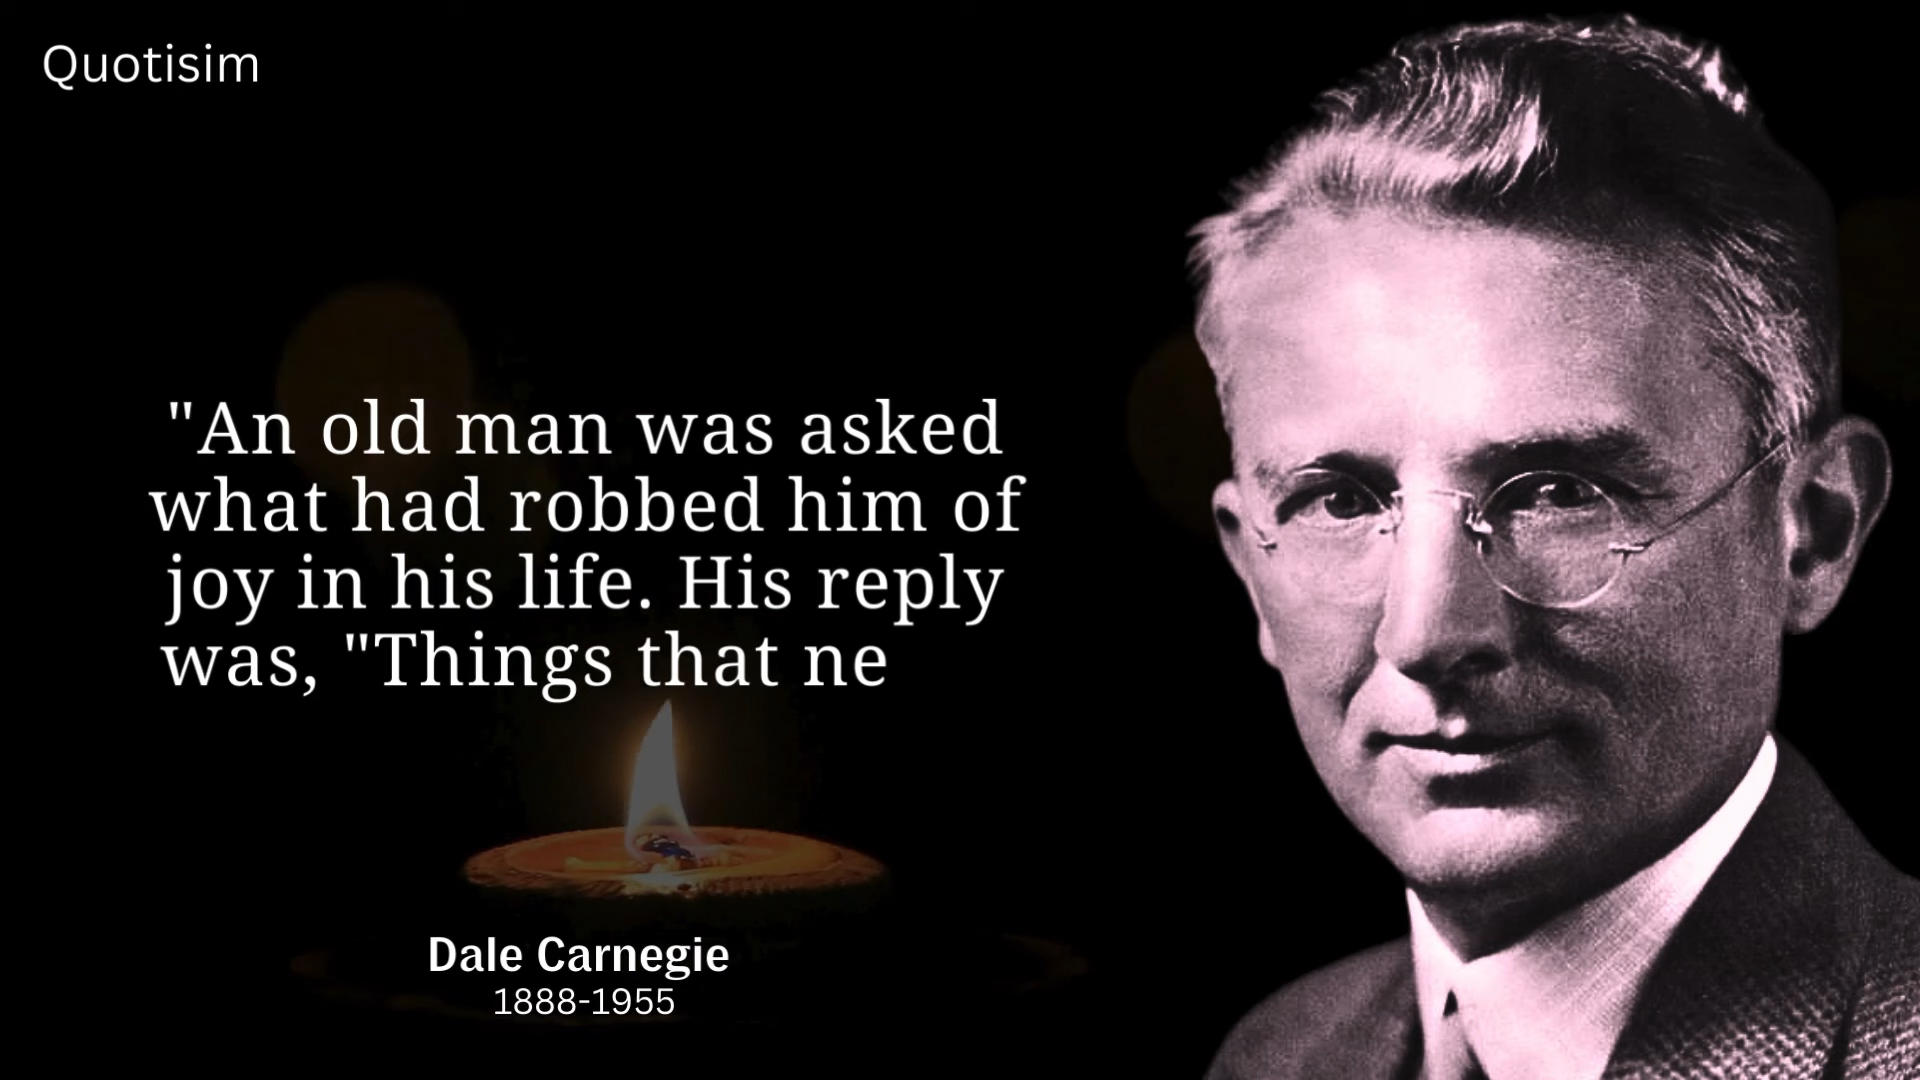 Quotisim
"An old man was asked
what had robbed him of
joy in his life. His reply
was, "Things that ne
Dale Carnegie
1888-1955